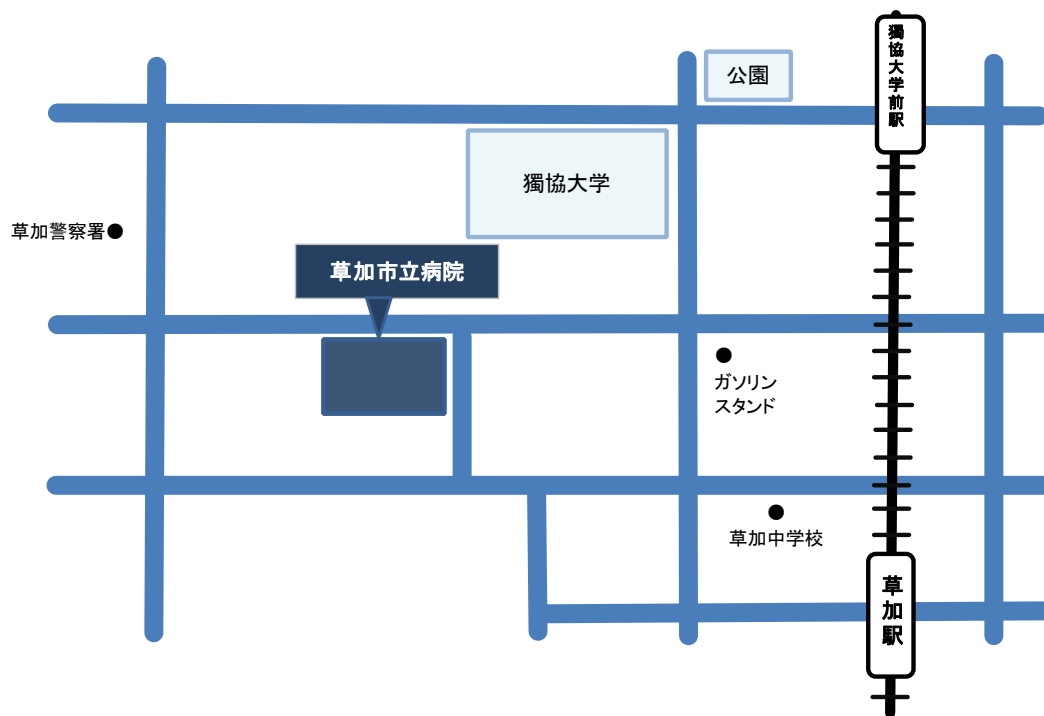 獨協大学前駅
公園
獨協大学
草加警察署
草加市立病院
ガソリン
スタンド
草加中学校
草加駅